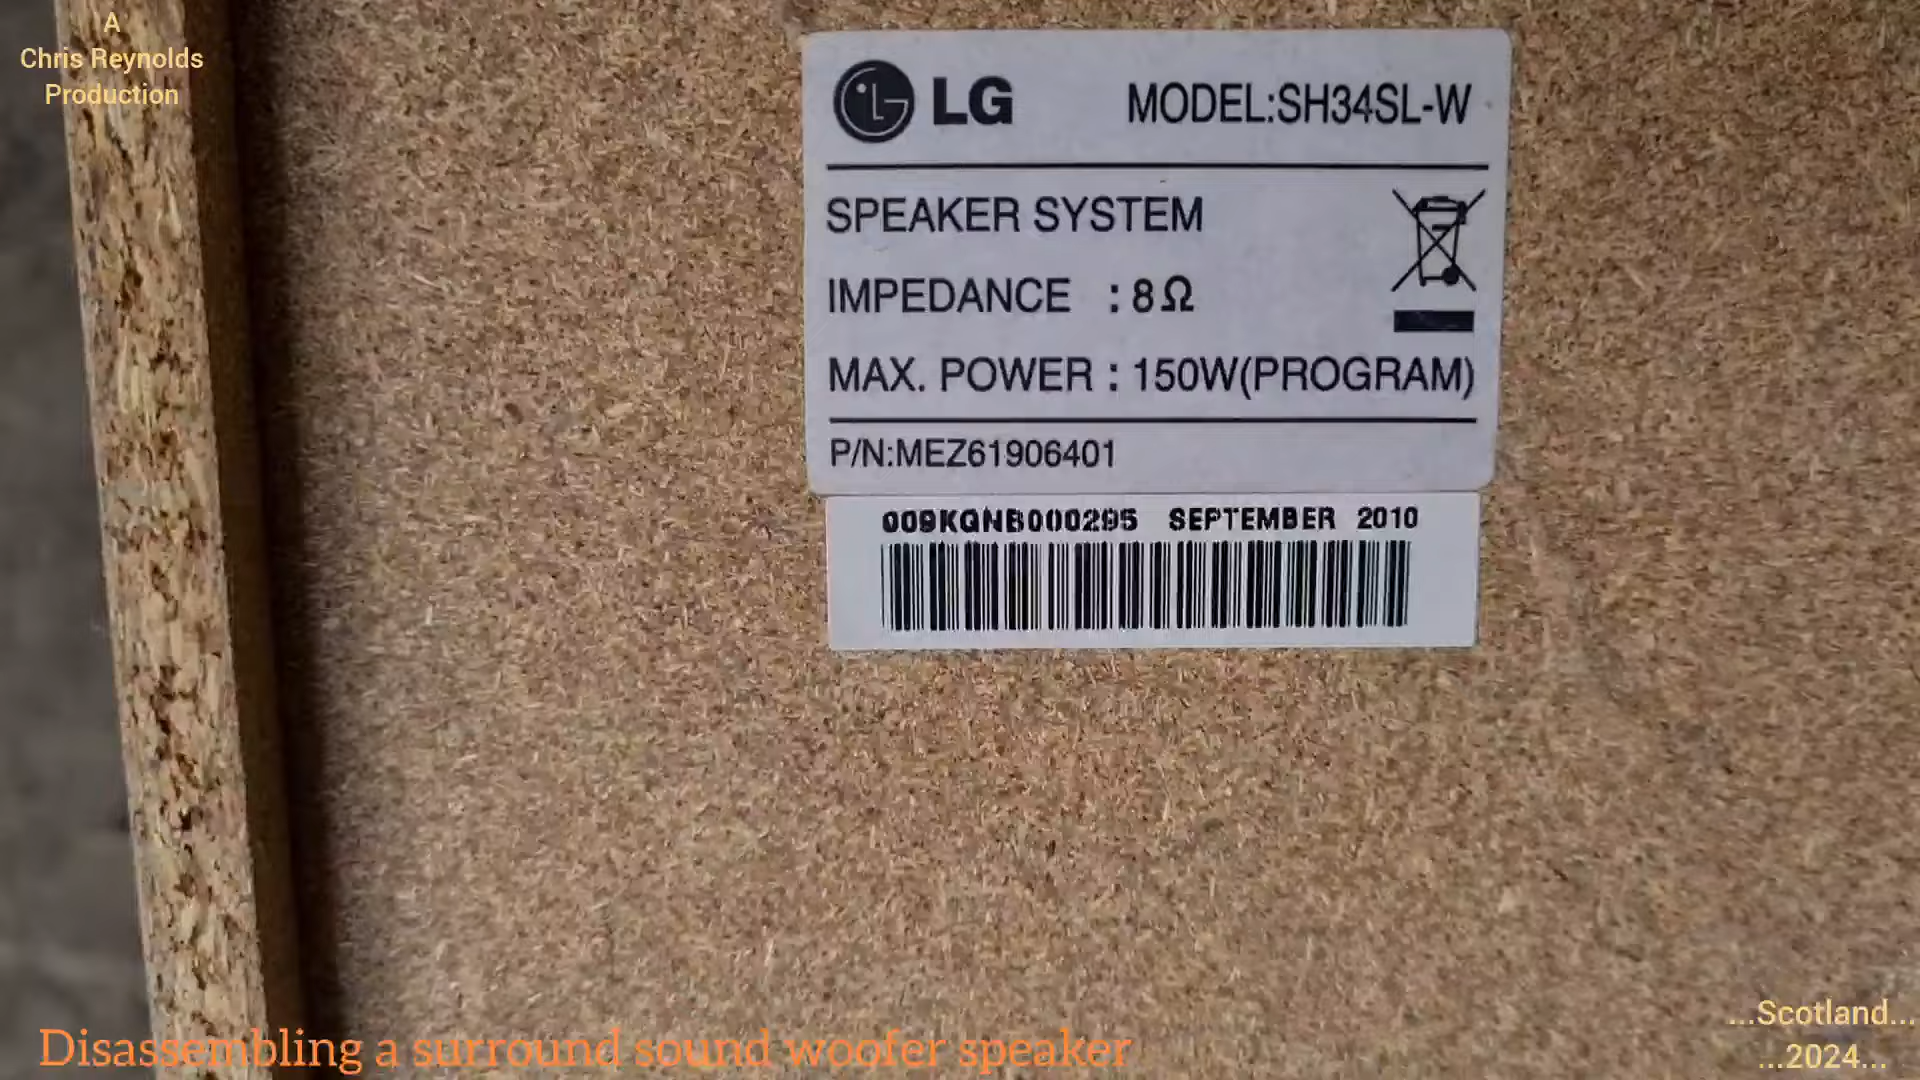 A
Chris Reynolds
Production
LG MODEL:SH34SL-W
SPEAKER SYSTEM
IMPEDANCE : 8Ω
MAX. POWER : 150W(PROGRAM)
P/N:MEZ61906401
009KQNB000295 SEPTEMBER 2010
Disassembling a surround sound woofer speaker
...Scotland...
...2024...